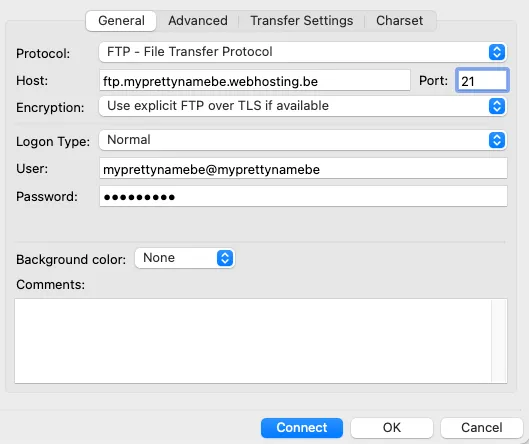 General Advanced Transfer Settings Charset
Protocol: FTP - File Transfer Protocol
Host: ftp.myprettynamebe.webhosting.be Port: 21
Encryption: Use explicit FTP over TLS if available
Logon Type: Normal
User: myprettynamebe@myprettynamebe
Password: ●●●●●●●●●
Background color: None
Comments:
Connect OK Cancel